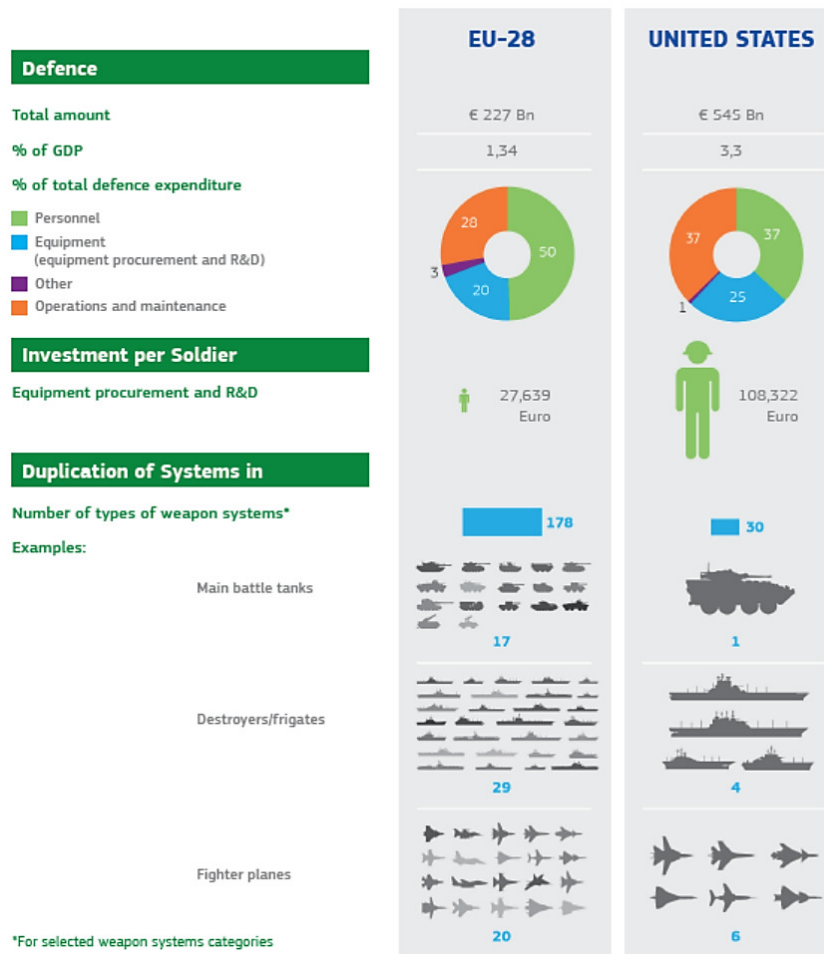 EU-28
UNITED STATES
Defence
Total amount
€ 227 Bn
€ 545 Bn
% of GDP
1,34
3,3
% of total defence expenditure
Personnel
Equipment
(equipment procurement and R&D)
Other
Operations and maintenance
28
50
3
20
37
37
1
25
Investment per Soldier
Equipment procurement and R&D
27,639
Euro
108,322
Euro
Duplication of Systems in
Number of types of weapon systems*
178
30
Examples:
Main battle tanks
17
1
Destroyers/frigates
29
4
Fighter planes
20
6
*For selected weapon systems categories